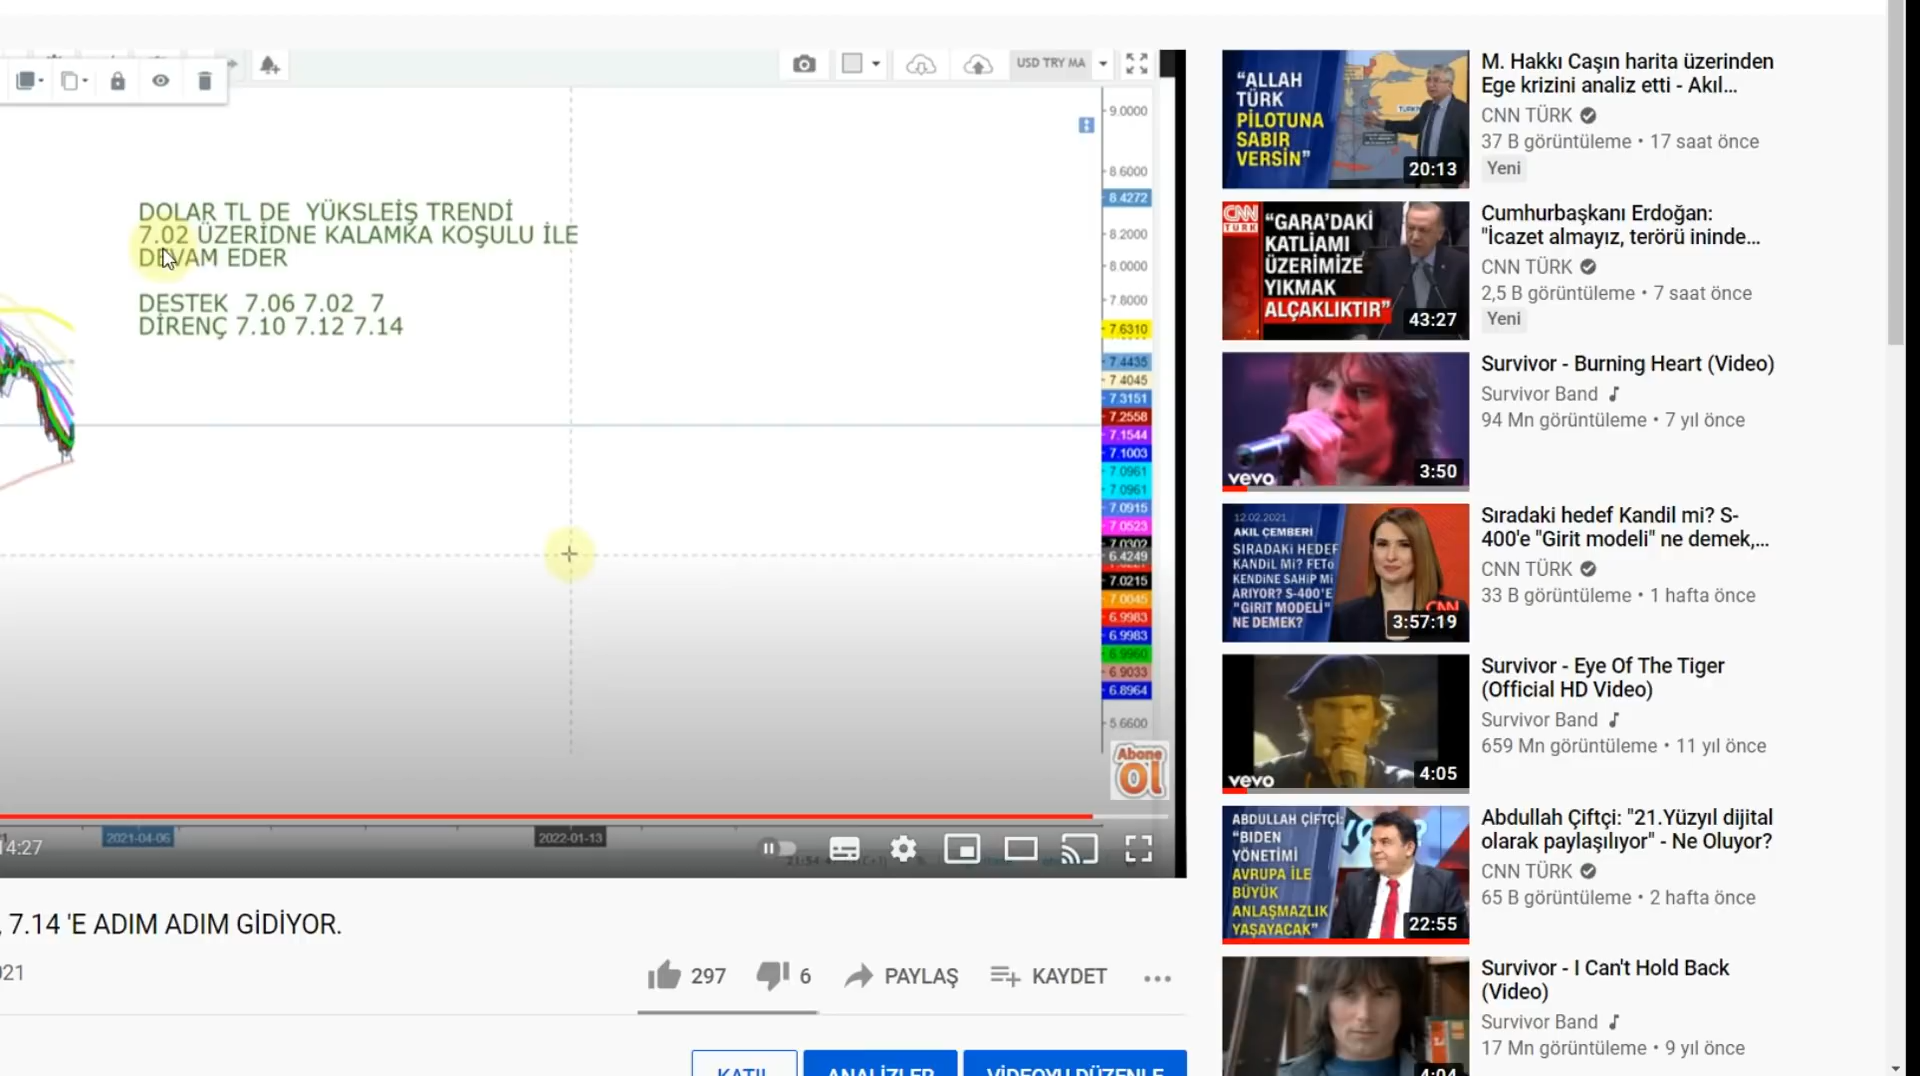 USD TRY MA
9.0000
8.6000
8.4272
8.2000
8.0000
7.8000
7.6310
7.4435
7.4045
7.3151
7.2558
7.1544
7.1003
7.0961
7.0961
7.0915
7.0523
7.0302
6.4249
7.0215
7.0045
6.9983
6.9983
6.9960
6.9033
6.8964
5.6600
DOLAR TL DE YÜKSLEİŞ TRENDİ
7.02 ÜZERİDNE KALAMKA KOŞULU İLE
DEVAM EDER
DESTEK 7.06 7.02 7
DİRENÇ 7.10 7.12 7.14
Abone
ol
2021-04-06
2022-01-13
14:27
7.14 'E ADIM ADIM GİDİYOR.
021
297
6
PAYLAŞ
KAYDET
KATIL
ANALİZLER
VİDEOYU DÜZENLE
“ALLAH
TÜRK
PİLOTUNA
SABIR
VERSİN”
20:13
M. Hakkı Caşın harita üzerinden
Ege krizini analiz etti - Akıl...
CNN TÜRK
37 B görüntüleme • 17 saat önce
Yeni
CNN
TÜRK
“GARA’DAKİ
KATLİAMI
ÜZERİMİZE
YIKMAK
ALÇAKLIKTIR”
43:27
Cumhurbaşkanı Erdoğan:
"İcazet almayız, terörü ininde...
CNN TÜRK
2,5 B görüntüleme • 7 saat önce
Yeni
vevo
3:50
Survivor - Burning Heart (Video)
Survivor Band
94 Mn görüntüleme • 7 yıl önce
12.02.2021
AKIL ÇEMBERİ
SIRADAKİ HEDEF
KANDİL Mİ? FETÖ
KENDİNE SAHİP Mİ
ARIYOR? S-400'E
"GİRİT MODELİ"
NE DEMEK?
CNN
3:57:19
Sıradaki hedef Kandil mi? S-
400'e "Girit modeli" ne demek,...
CNN TÜRK
33 B görüntüleme • 1 hafta önce
vevo
4:05
Survivor - Eye Of The Tiger
(Official HD Video)
Survivor Band
659 Mn görüntüleme • 11 yıl önce
ABDULLAH ÇİFTÇİ:
“BIDEN
YÖNETİMİ
AVRUPA İLE
BÜYÜK
ANLAŞMAZLIK
YAŞAYACAK”
22:55
Abdullah Çiftçi: "21.Yüzyıl dijital
olarak paylaşılıyor" - Ne Oluyor?
CNN TÜRK
65 B görüntüleme • 2 hafta önce
4:04
Survivor - I Can't Hold Back
(Video)
Survivor Band
17 Mn görüntüleme • 9 yıl önce